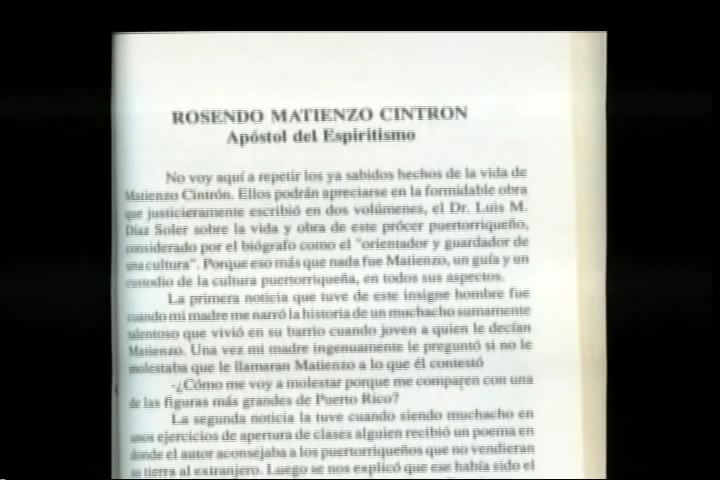 ROSENDO MATIENZO CINTRON
Apóstol del Espiritismo
No voy aquí a repetir los ya sabidos hechos de la vida de
Matienzo Cintrón. Ellos podrán apreciarse en la formidable obra
que justicieramente escribió en dos volúmenes, el Dr. Luis M.
Díaz Soler sobre la vida y obra de este prócer puertorriqueño,
considerado por el biógrafo como el "orientador y guardador de
una cultura". Porque eso más que nada fue Matienzo, un guía y un
custodio de la cultura puertorriqueña, en todos sus aspectos.
La primera noticia que tuve de este insigne hombre fue
cuando mi madre me narró la historia de un muchacho sumamente
talentoso que vivió en su barrio cuando joven a quien le decían
Matienzo. Una vez mi madre ingenuamente le preguntó si no le
molestaba que le llamaran Matienzo a lo que él contestó
-¿Cómo me voy a molestar porque me comparen con una
de las figuras más grandes de Puerto Rico?
La segunda noticia la tuve cuando siendo muchacho en
unos ejercicios de apertura de clases alguien recibió un poema en
donde el autor aconsejaba a los puertorriqueños que no vendieran
su tierra al extranjero. Luego se nos explicó que ese había sido el